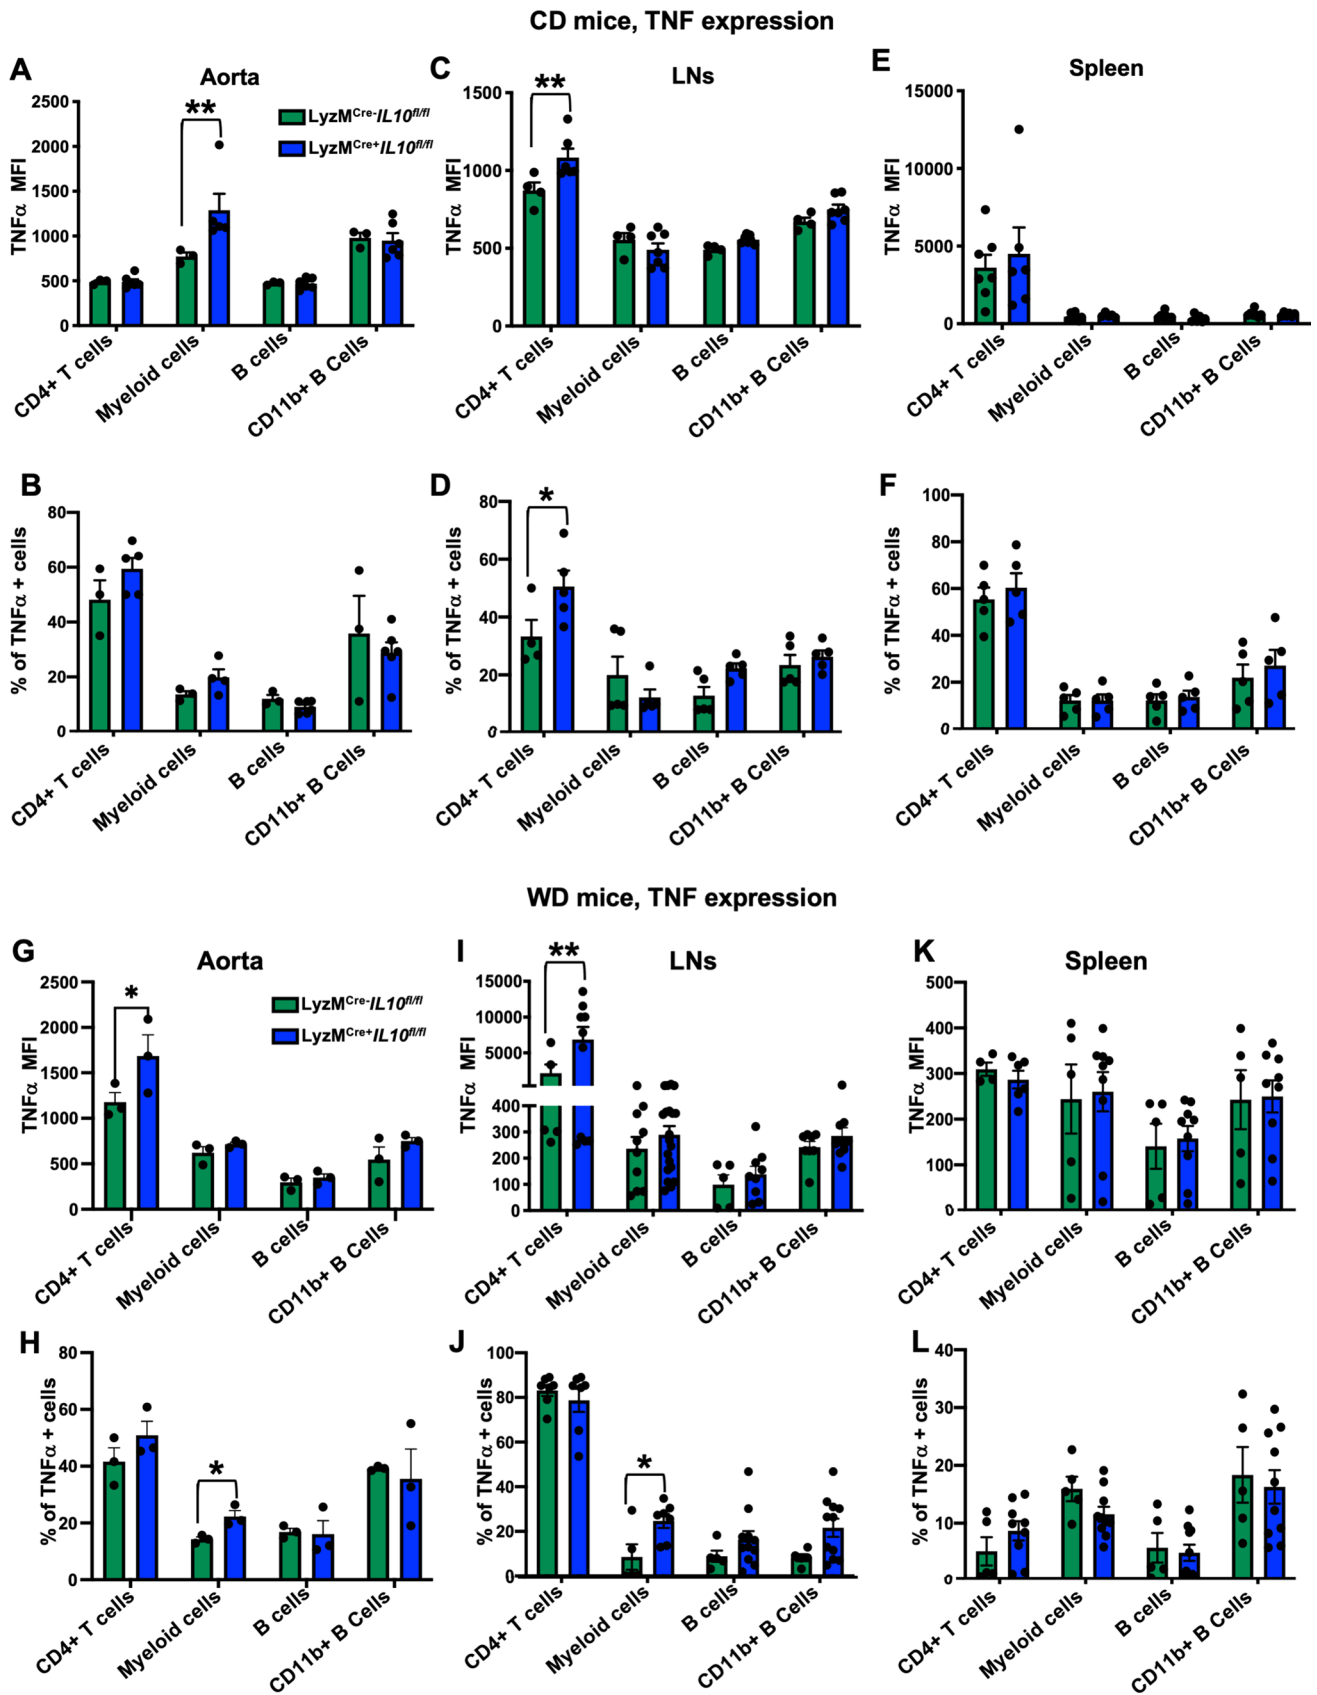 CD mice, TNF expression
A
Aorta
2500
2000
1500
1000
500
0
TNFα MFI
**
LyzMCre-IL10fl/fl
LyzMCre+IL10fl/fl
CD4+ T cells
Myeloid cells
B cells
CD11b+ B Cells
C
LNs
1500
1000
500
0
TNFα MFI
**
CD4+ T cells
Myeloid cells
B cells
CD11b+ B Cells
E
Spleen
15000
10000
5000
0
TNFα MFI
CD4+ T cells
Myeloid cells
B cells
CD11b+ B Cells
B
80
60
40
20
0
% of TNFα + cells
CD4+ T cells
Myeloid cells
B cells
CD11b+ B Cells
D
80
60
40
20
0
% of TNFα + cells
*
CD4+ T cells
Myeloid cells
B cells
CD11b+ B Cells
F
100
80
60
40
20
0
% of TNFα + cells
CD4+ T cells
Myeloid cells
B cells
CD11b+ B Cells
WD mice, TNF expression
G
Aorta
2500
2000
1500
1000
500
0
TNFα MFI
*
LyzMCre-IL10fl/fl
LyzMCre+IL10fl/fl
CD4+ T cells
Myeloid cells
B cells
CD11b+ B Cells
I
LNs
15000
10000
5000
400
300
200
100
0
TNFα MFI
**
CD4+ T cells
Myeloid cells
B cells
CD11b+ B Cells
K
Spleen
500
400
300
200
100
0
TNFα MFI
CD4+ T cells
Myeloid cells
B cells
CD11b+ B Cells
H
80
60
40
20
0
% of TNFα + cells
*
CD4+ T cells
Myeloid cells
B cells
CD11b+ B Cells
J
100
80
60
40
20
0
% of TNFα + cells
*
CD4+ T cells
Myeloid cells
B cells
CD11b+ B Cells
L
40
30
20
10
0
% of TNFα + cells
CD4+ T cells
Myeloid cells
B cells
CD11b+ B Cells